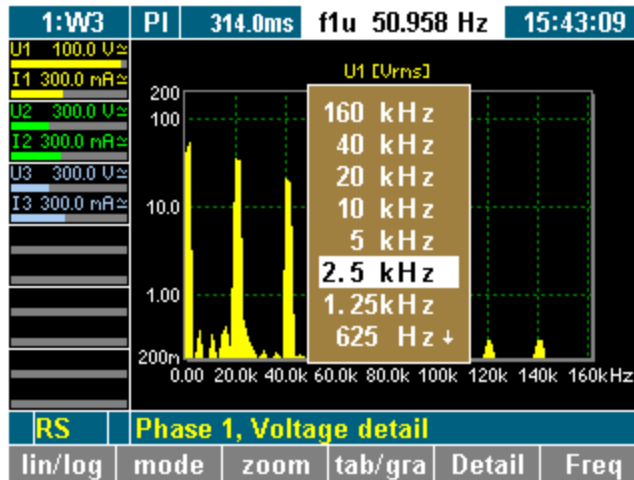 1:W3 PI 314.0ms f1u 50.958 Hz 15:43:09
U1 100.0 V≃
I1 300.0 mA≃
U2 300.0 V≃
I2 300.0 mA≃
U3 300.0 V≃
I3 300.0 mA≃
U1 [Vrms]
200
100
10.0
1.00
200m
160 kHz
40 kHz
20 kHz
10 kHz
5 kHz
2.5 kHz
1.25kHz
625 Hz↓
0.00 20.0k 40.0k 60.0k 80.0k 100k 120k 140k 160kHz
RS Phase 1, Voltage detail
lin/log mode zoom tab/gra Detail Freq